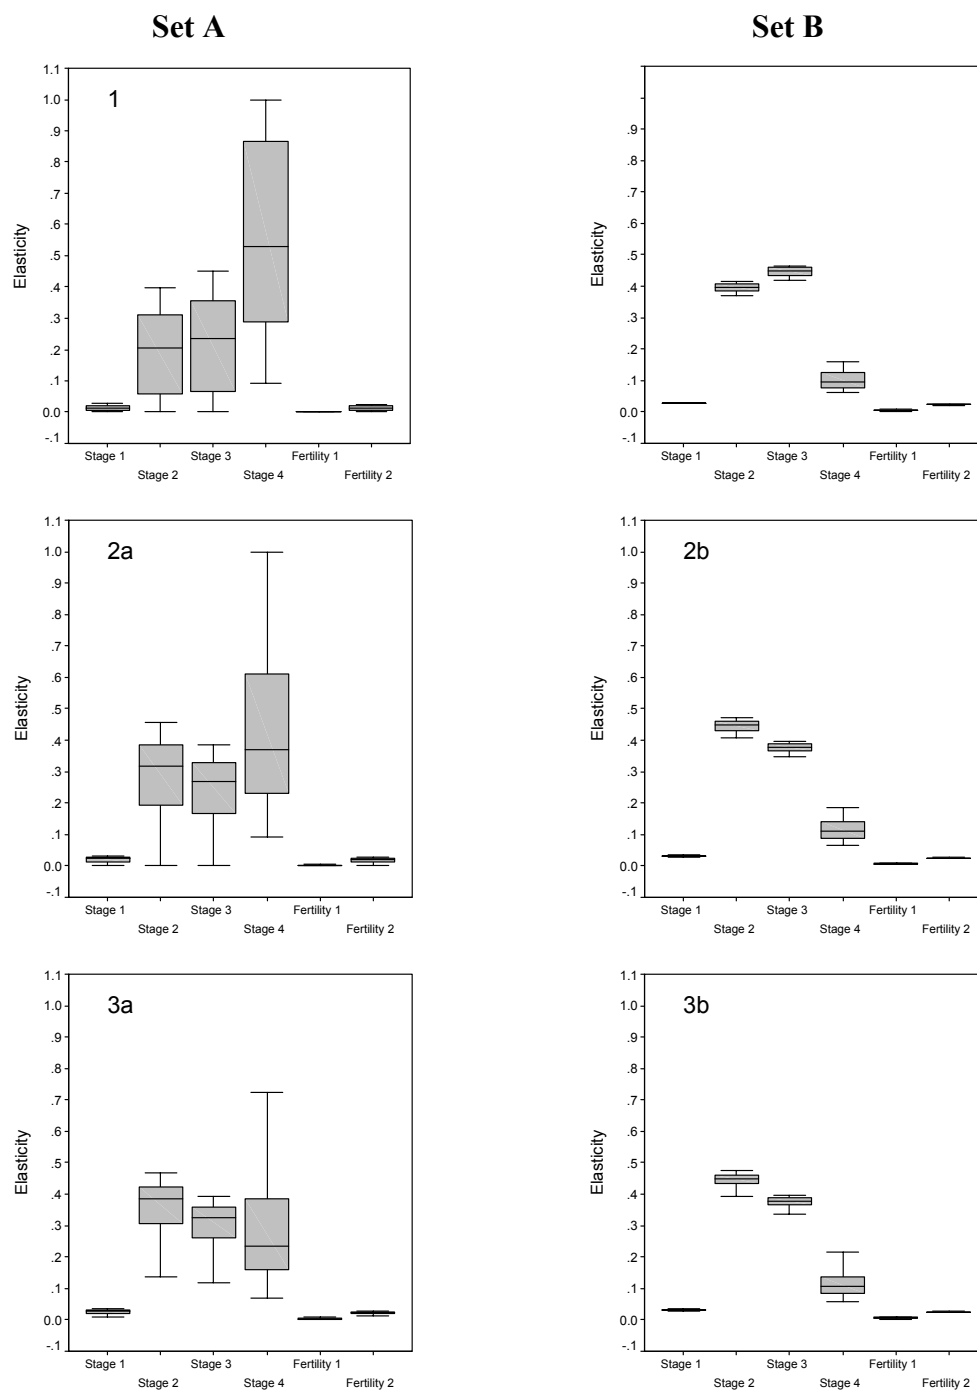 Set A
Set B
1.1
1.0
.9
.8
.7
.6
.5
.4
.3
.2
.1
0.0
-.1
Elasticity
1
Stage 1
Stage 2
Stage 3
Stage 4
Fertility 1
Fertility 2
1.1
.9
.8
.7
.6
.5
.4
.3
.2
.1
0.0
-.1
Elasticity
Stage 1
Stage 2
Stage 3
Stage 4
Fertility 1
Fertility 2
1.1
1.0
.9
.8
.7
.6
.5
.4
.3
.2
.1
0.0
-.1
Elasticity
2a
Stage 1
Stage 2
Stage 3
Stage 4
Fertility 1
Fertility 2
1.1
1.0
.9
.8
.7
.6
.5
.4
.3
.2
.1
0.0
-.1
Elasticity
2b
Stage 1
Stage 2
Stage 3
Stage 4
Fertility 1
Fertility 2
1.1
1.0
.9
.8
.7
.6
.5
.4
.3
.2
.1
0.0
-.1
Elasticity
3a
Stage 1
Stage 2
Stage 3
Stage 4
Fertility 1
Fertility 2
1.1
1.0
.9
.8
.7
.6
.5
.4
.3
.2
.1
0.0
-.1
Elasticity
3b
Stage 1
Stage 2
Stage 3
Stage 4
Fertility 1
Fertility 2